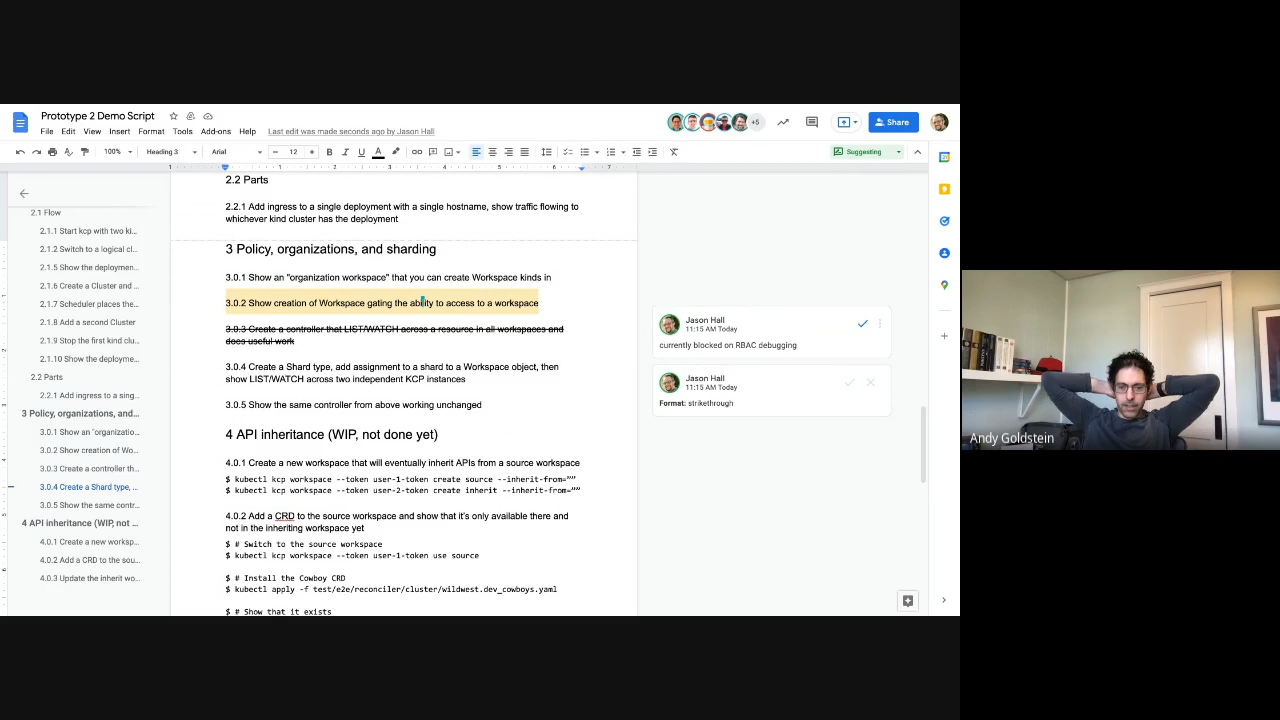 Prototype 2 Demo Script
File Edit View Insert Format Tools Add-ons Help Last edit was made seconds ago by Jason Hall
+5
Share
100% Heading 3 Arial 12 B I U A
Suggesting
1 1 2 3 4 5 6 7
2.1 Flow
2.1.1 Start kcp with two ki...
2.1.2 Switch to a logical cl...
2.1.5 Show the deploymen...
2.1.6 Create a Cluster and ...
2.1.7 Scheduler places the...
2.1.8 Add a second Cluster
2.1.9 Stop the first kind clu...
2.1.10 Show the deployme...
2.2 Parts
2.2.1 Add ingress to a sing...
3 Policy, organizations, and...
3.0.1 Show an "organizatio...
3.0.2 Show creation of Wo...
3.0.3 Create a controller th...
3.0.4 Create a Shard type, ...
3.0.5 Show the same contr...
4 API inheritance (WIP, not ...
4.0.1 Create a new worksp...
4.0.2 Add a CRD to the sou...
4.0.3 Update the inherit wo...
2.2 Parts
2.2.1 Add ingress to a single deployment with a single hostname, show traffic flowing to
whichever kind cluster has the deployment
3 Policy, organizations, and sharding
3.0.1 Show an "organization workspace" that you can create Workspace kinds in
3.0.2 Show creation of Workspace gating the ability to access to a workspace
3.0.3 Create a controller that LIST/WATCH across a resource in all workspaces and
does useful work
3.0.4 Create a Shard type, add assignment to a shard to a Workspace object, then
show LIST/WATCH across two independent KCP instances
3.0.5 Show the same controller from above working unchanged
4 API inheritance (WIP, not done yet)
4.0.1 Create a new workspace that will eventually inherit APIs from a source workspace
$ kubectl kcp workspace --token user-1-token create source --inherit-from=””
$ kubectl kcp workspace --token user-2-token create inherit --inherit-from=””
4.0.2 Add a CRD to the source workspace and show that it’s only available there and
not in the inheriting workspace yet
$ # Switch to the source workspace
$ kubectl kcp workspace --token user-1-token use source
$ # Install the Cowboy CRD
$ kubectl apply -f test/e2e/reconciler/cluster/wildwest.dev_cowboys.yaml
$ # Show that it exists
Jason Hall
11:15 AM Today
currently blocked on RBAC debugging
Jason Hall
11:15 AM Today
Format: strikethrough
Andy Goldstein